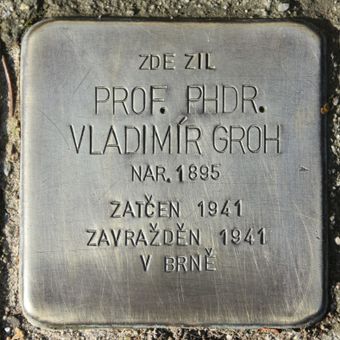 ZDE ZIL
PROF. PHDR.
VLADIMÍR GROH
NAR. 1895
ZATČEN 1941
ZAVRAŽDĚN 1941
V BRNĚ